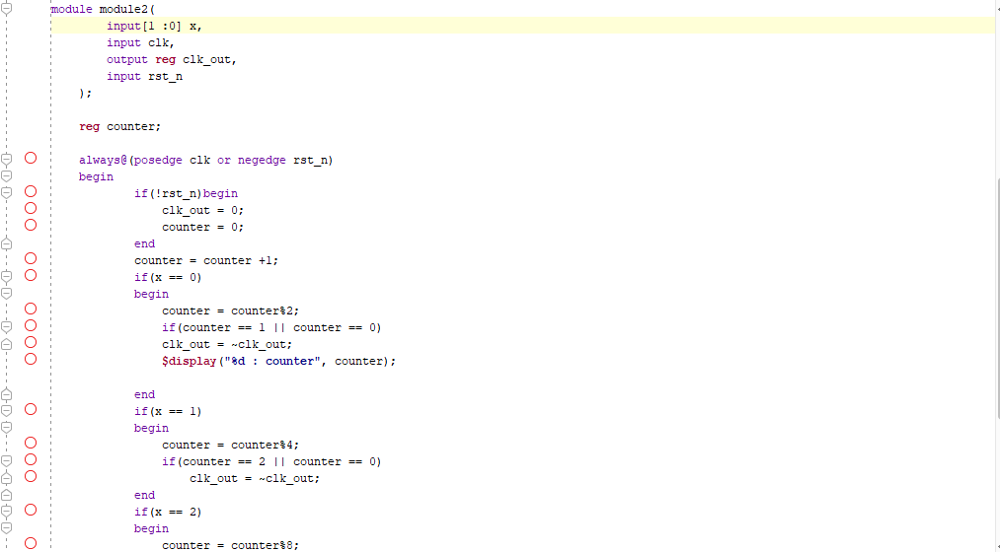 module module2(
input[1 :0] x,
input clk,
output reg clk_out,
input rst_n
);
reg counter;
always@(posedge clk or negedge rst_n)
begin
if(!rst_n)begin
clk_out = 0;
counter = 0;
end
counter = counter +1;
if(x == 0)
begin
counter = counter%2;
if(counter == 1 || counter == 0)
clk_out = ~clk_out;
$display("%d : counter", counter);
end
if(x == 1)
begin
counter = counter%4;
if(counter == 2 || counter == 0)
clk_out = ~clk_out;
end
if(x == 2)
begin
counter = counter%8;